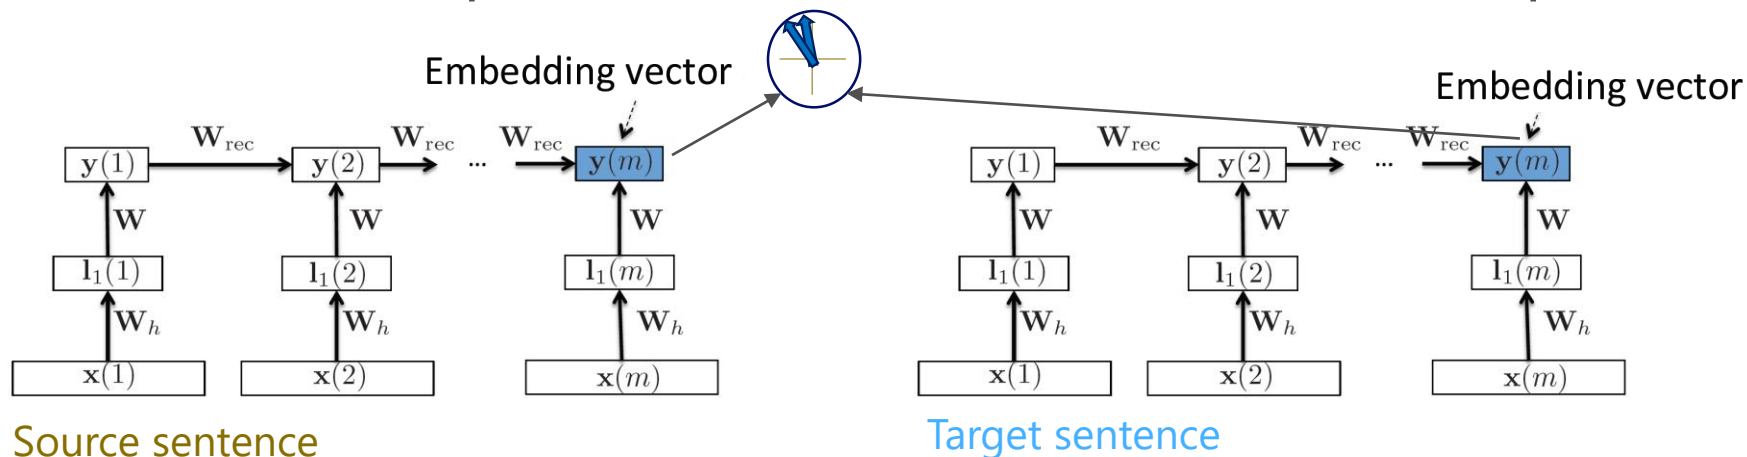 Embedding vector
Embedding vector
W_rec W_rec W_rec
y(1) y(2) ... y(m)
W W W
l_1(1) l_1(2) l_1(m)
W_h W_h W_h
x(1) x(2) x(m)
Source sentence
W_rec W_rec W_rec
y(1) y(2) ... y(m)
W W W
l_1(1) l_1(2) l_1(m)
W_h W_h W_h
x(1) x(2) x(m)
Target sentence